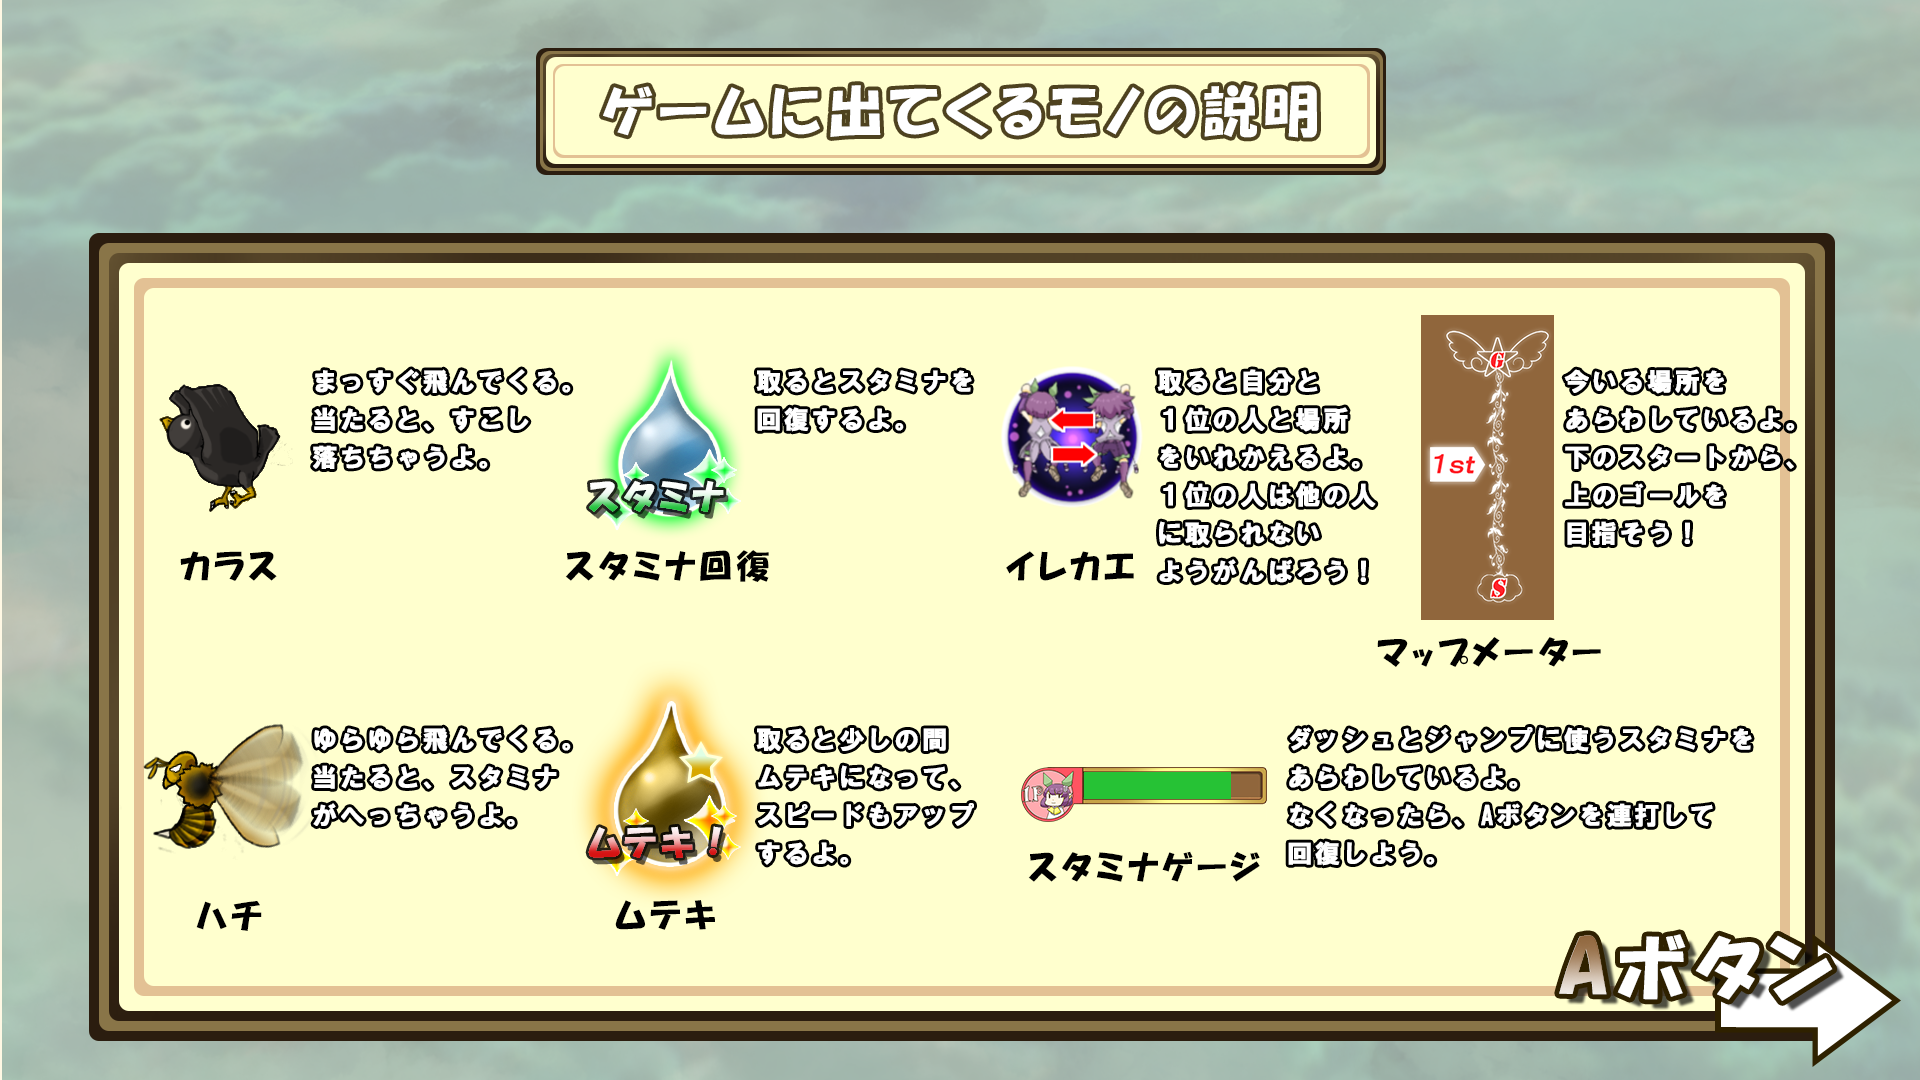 ゲームに出てくるモノの説明
まっすぐ飛んでくる。
当たると、すこし
落ちちゃうよ。
カラス
スタミナ
取るとスタミナを
回復するよ。
スタミナ回復
取ると自分と
１位の人と場所
をいれかえるよ。
１位の人は他の人
に取られない
ようがんばろう！
イレカエ
G
1st
S
今いる場所を
あらわしているよ。
下のスタートから、
上のゴールを
目指そう！
マップメーター
ゆらゆら飛んでくる。
当たると、スタミナ
がへっちゃうよ。
ハチ
ムテキ！
取ると少しの間
ムテキになって、
スピードもアップ
するよ。
ムテキ
1P
スタミナゲージ
ダッシュとジャンプに使うスタミナを
あらわしているよ。
なくなったら、Aボタンを連打して
回復しよう。
Aボタン